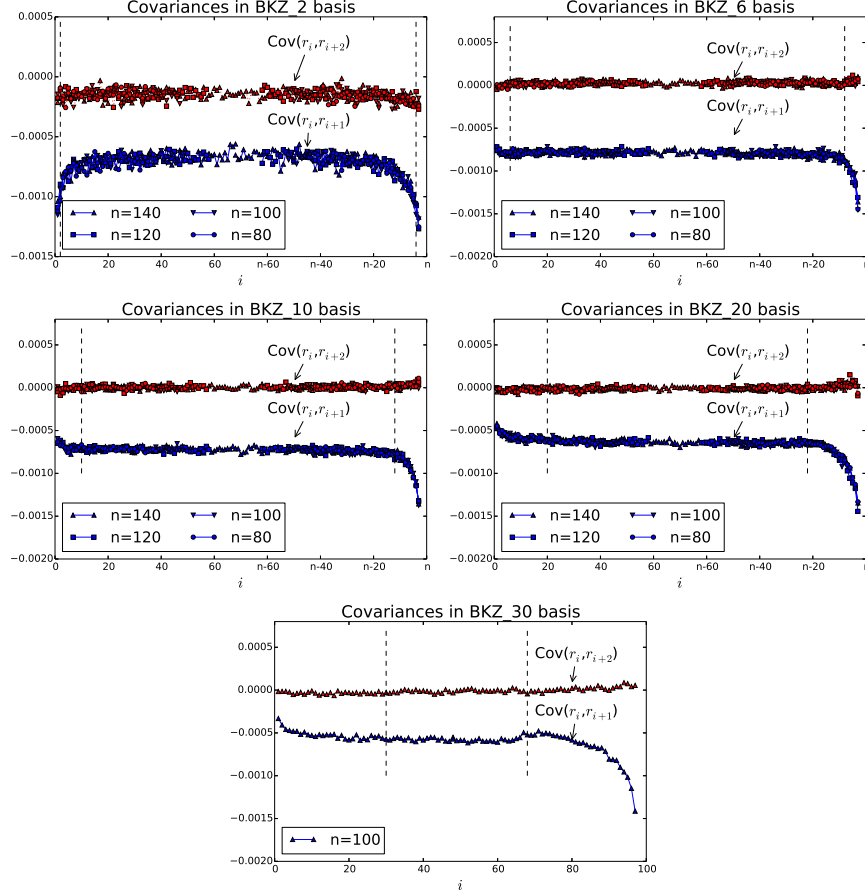 Covariances in BKZ_2 basis
0.0005
0.0000
−0.0005
−0.0010
−0.0015
Cov(r_i,r_{i+2})
Cov(r_i,r_{i+1})
n=140 n=100
n=120 n=80
0 20 40 60 n-60 n-40 n-20 n
i
Covariances in BKZ_6 basis
0.0005
0.0000
−0.0005
−0.0010
−0.0015
−0.0020
Cov(r_i,r_{i+2})
Cov(r_i,r_{i+1})
n=140 n=100
n=120 n=80
0 20 40 60 n-60 n-40 n-20 n
i
Covariances in BKZ_10 basis
0.0005
0.0000
−0.0005
−0.0010
−0.0015
−0.0020
Cov(r_i,r_{i+2})
Cov(r_i,r_{i+1})
n=140 n=100
n=120 n=80
0 20 40 60 n-60 n-40 n-20 n
i
Covariances in BKZ_20 basis
0.0005
0.0000
−0.0005
−0.0010
−0.0015
−0.0020
Cov(r_i,r_{i+2})
Cov(r_i,r_{i+1})
n=140 n=100
n=120 n=80
0 20 40 60 n-60 n-40 n-20 n
i
Covariances in BKZ_30 basis
0.0005
0.0000
−0.0005
−0.0010
−0.0015
−0.0020
Cov(r_i,r_{i+2})
Cov(r_i,r_{i+1})
n=100
0 20 40 60 80 100
i